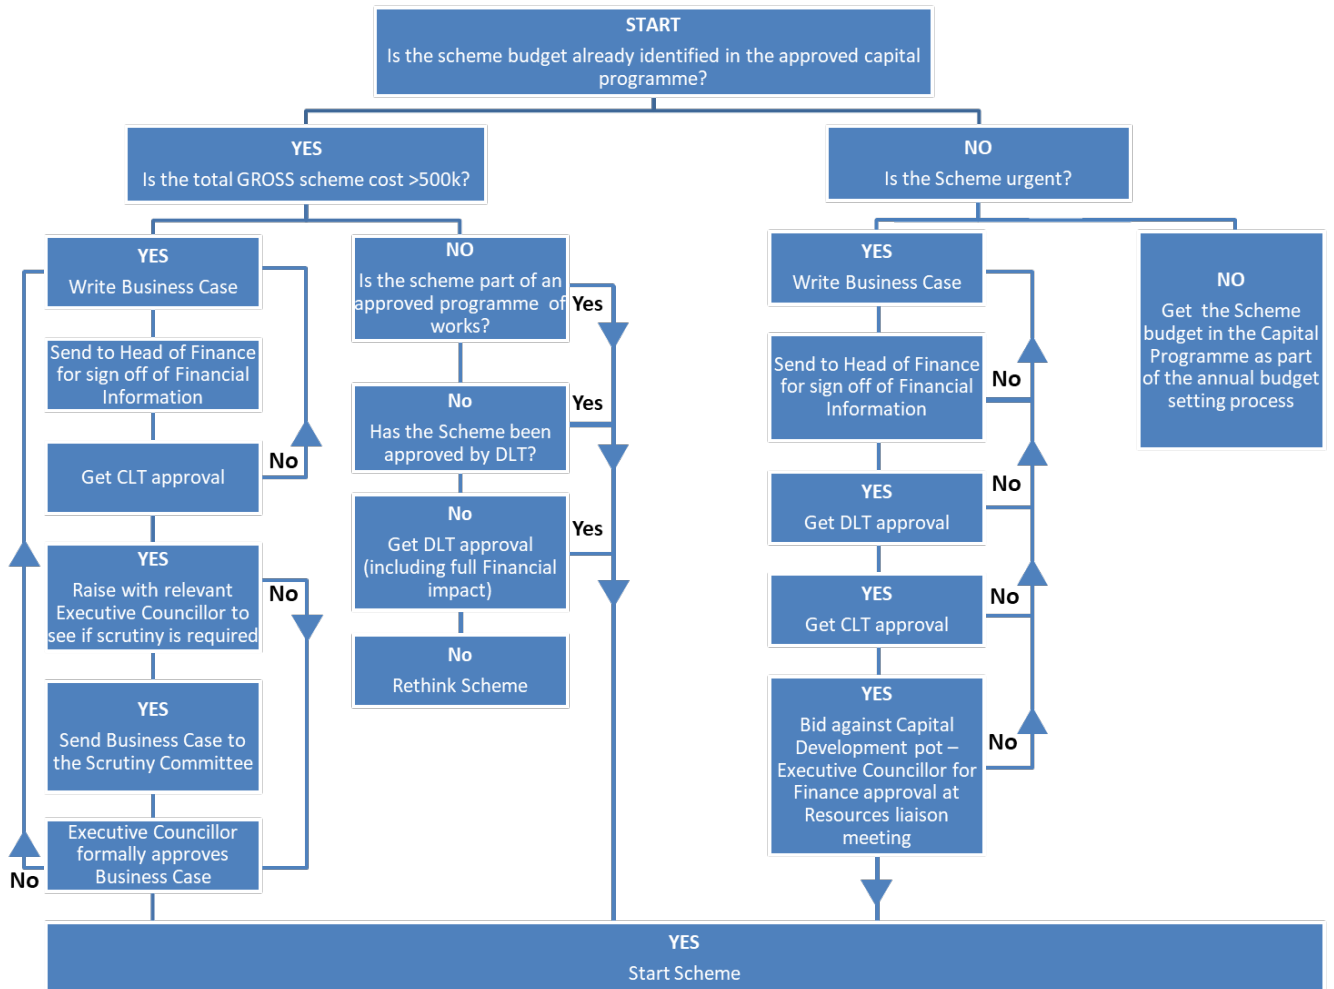 START
Is the scheme budget already identified in the approved capital
programme?
YES
Is the total GROSS scheme cost >500k?
NO
Is the Scheme urgent?
YES
Write Business Case
Send to Head of Finance
for sign off of Financial
Information
Get CLT approval
No
YES
Raise with relevant
Executive Councillor to
see if scrutiny is required
No
YES
Send Business Case to
the Scrutiny Committee
Executive Councillor
formally approves
Business Case
No
NO
Is the scheme part of an
approved programme of
works?
Yes
No
Has the Scheme been
approved by DLT?
Yes
No
Get DLT approval
(including full Financial
impact)
Yes
No
Rethink Scheme
YES
Write Business Case
Send to Head of Finance
for sign off of Financial
Information
No
YES
Get DLT approval
No
YES
Get CLT approval
No
YES
Bid against Capital
Development pot –
Executive Councillor for
Finance approval at
Resources liaison
meeting
No
NO
Get the Scheme
budget in the Capital
Programme as part
of the annual budget
setting process
YES
Start Scheme